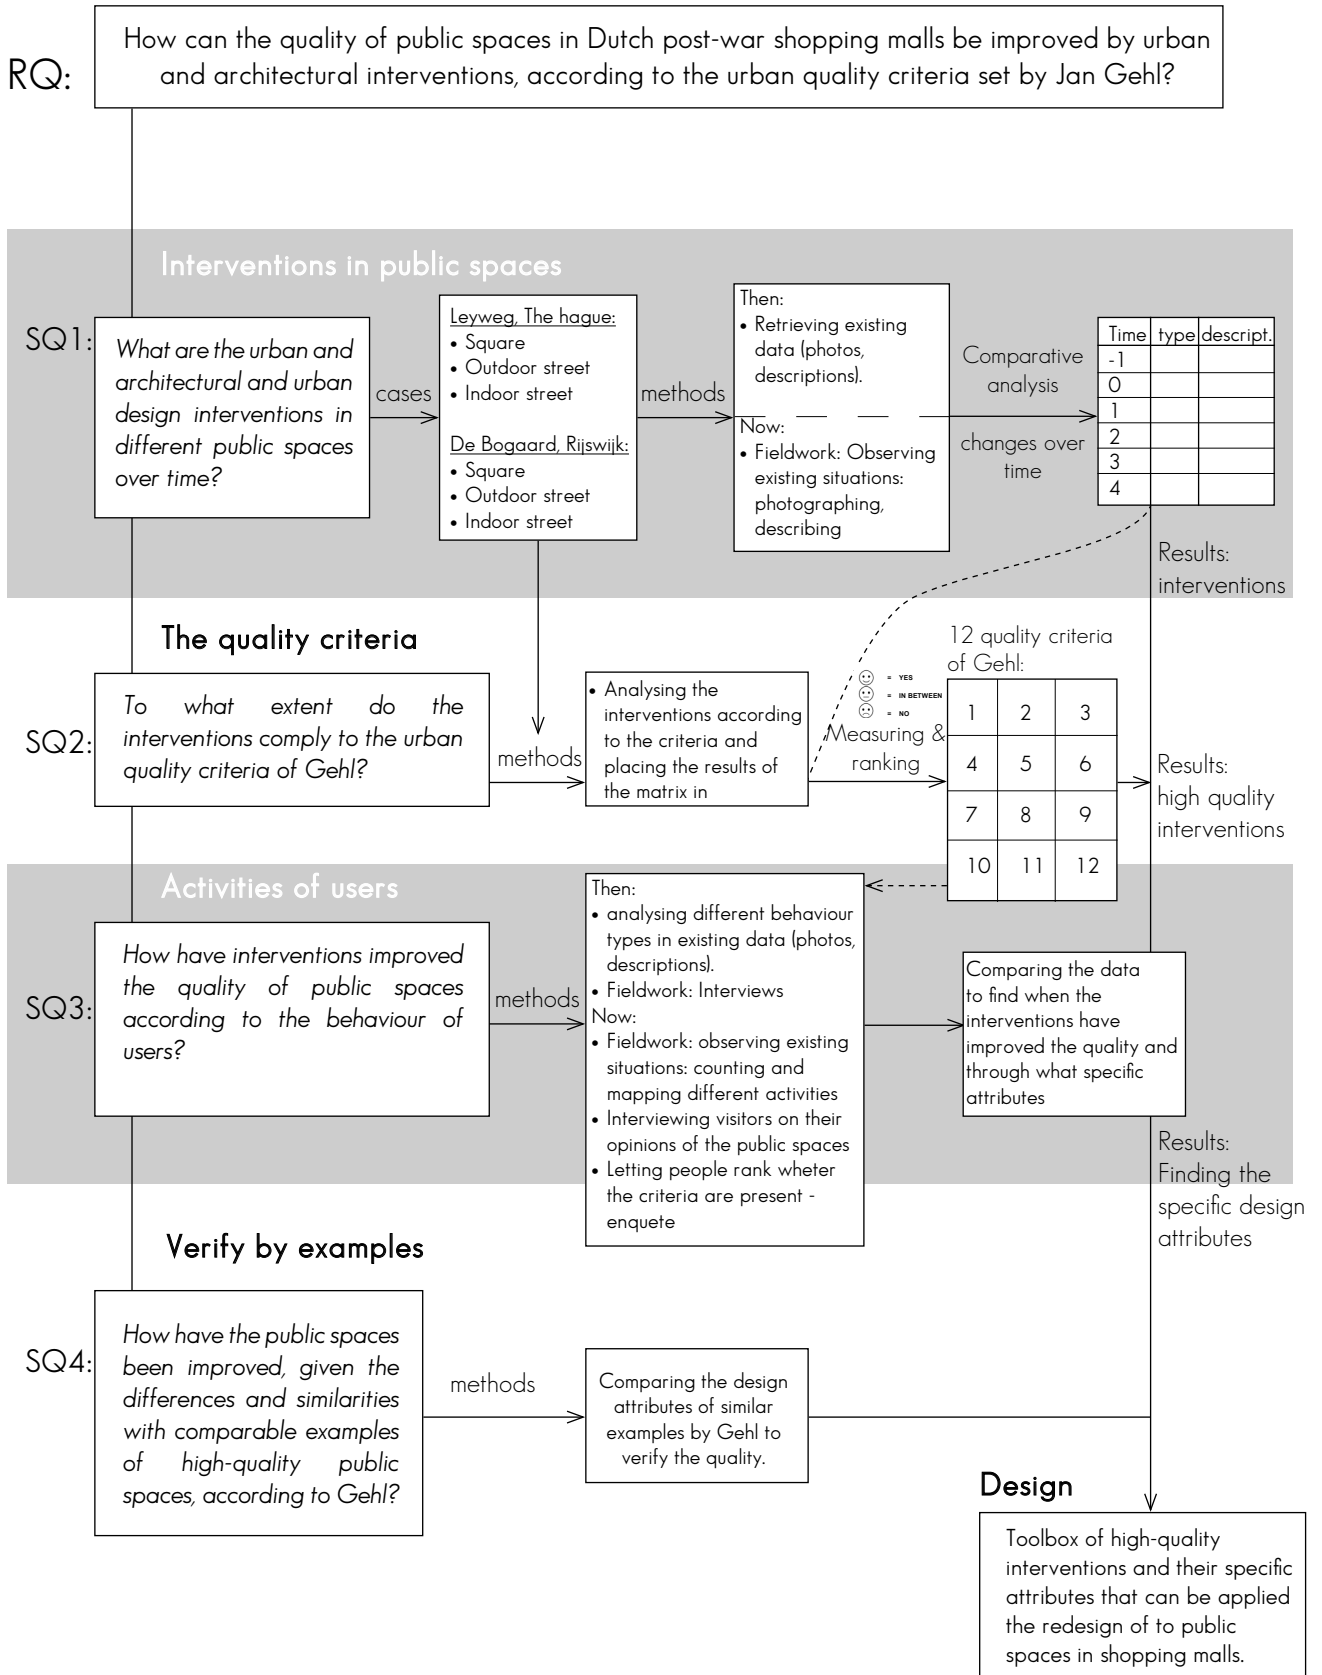 RQ:
How can the quality of public spaces in Dutch post-war shopping malls be improved by urban
and architectural interventions, according to the urban quality criteria set by Jan Gehl?
Interventions in public spaces
SQ1:
What are the urban and
architectural and urban
design interventions in
different public spaces
over time?
cases
Leyweg, The hague:
• Square
• Outdoor street
• Indoor street
De Bogaard, Rijswijk:
• Square
• Outdoor street
• Indoor street
methods
Then:
• Retrieving existing
data (photos,
descriptions).
Now:
• Fieldwork: Observing
existing situations:
photographing,
describing
Comparative
analysis
changes over
time
Time type descript.
-1
0
1
2
3
4
Results:
interventions
The quality criteria
SQ2:
To what extent do the
interventions comply to the urban
quality criteria of Gehl?
methods
• Analysing the
interventions according
to the criteria and
placing the results of
the matrix in
= YES
= IN BETWEEN
= NO
Measuring &
ranking
12 quality criteria
of Gehl:
1 2 3
4 5 6
7 8 9
10 11 12
Results:
high quality
interventions
Activities of users
SQ3:
How have interventions improved
the quality of public spaces
according to the behaviour of
users?
methods
Then:
• analysing different behaviour
types in existing data (photos,
descriptions).
• Fieldwork: Interviews
Now:
• Fieldwork: observing existing
situations: counting and
mapping different activities
• Interviewing visitors on their
opinions of the public spaces
• Letting people rank wheter
the criteria are present -
enquete
Comparing the data
to find when the
interventions have
improved the quality and
through what specific
attributes
Results:
Finding the
specific design
attributes
Verify by examples
SQ4:
How have the public spaces
been improved, given the
differences and similarities
with comparable examples
of high-quality public
spaces, according to Gehl?
methods
Comparing the design
attributes of similar
examples by Gehl to
verify the quality.
Design
Toolbox of high-quality
interventions and their specific
attributes that can be applied
the redesign of to public
spaces in shopping malls.